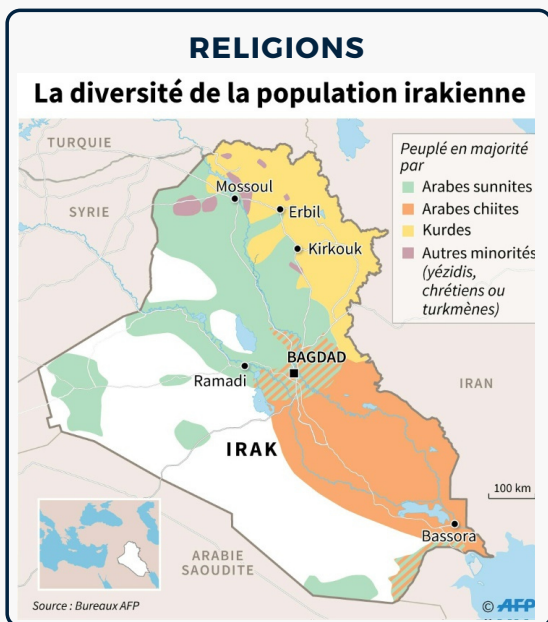 RELIGIONS
La diversité de la population irakienne
TURQUIE
SYRIE
Mossoul
Erbil
Kirkouk
BAGDAD
Ramadi
IRAK
IRAN
Bassora
ARABIE
SAOUDITE
Peuplé en majorité
par
Arabes sunnites
Arabes chiites
Kurdes
Autres minorités
(yézidis,
chrétiens ou
turkmènes)
100 km
Source : Bureaux AFP
© AFP